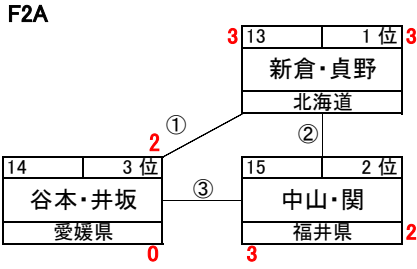 F2A
3 13 1 位 3
新倉・貞野
北海道
① ②
2
14 3 位
谷本・井坂
愛媛県
0
③
15 2 位
中山・関
福井県 2
3